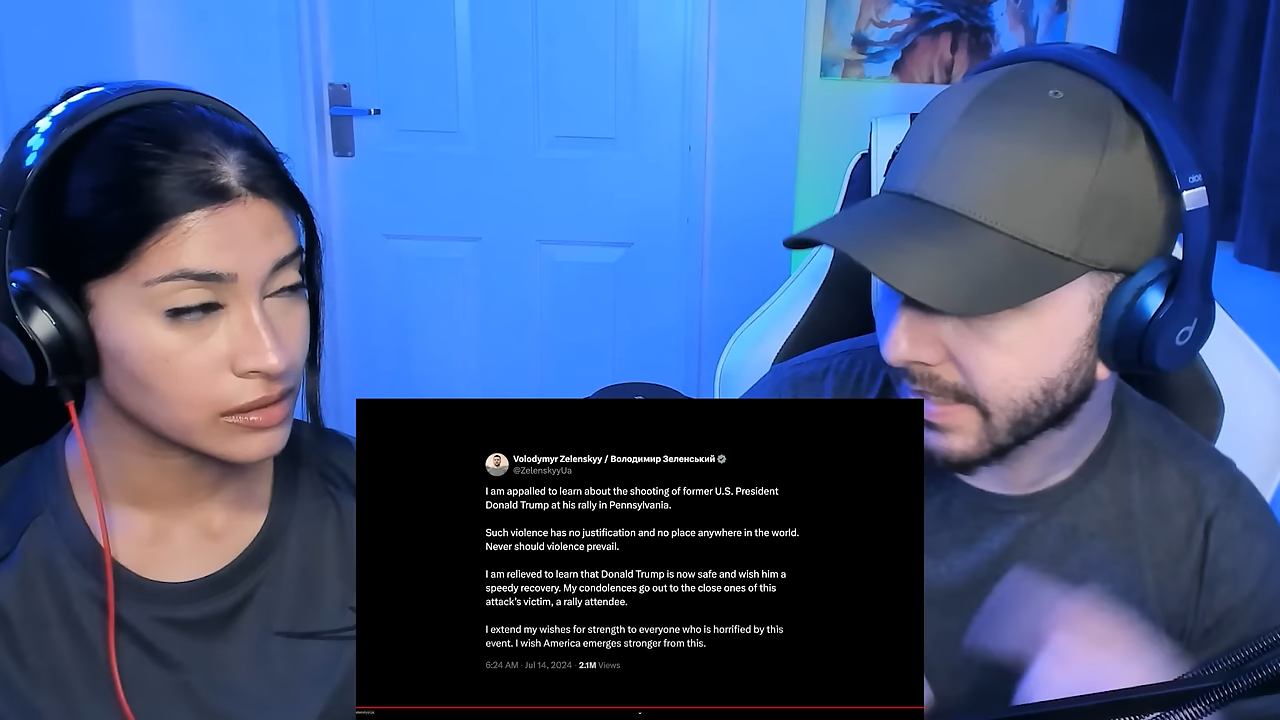 Volodymyr Zelenskyy / Володимир Зеленський
@ZelenskyyUa
I am appalled to learn about the shooting of former U.S. President
Donald Trump at his rally in Pennsylvania.
Such violence has no justification and no place anywhere in the world.
Never should violence prevail.
I am relieved to learn that Donald Trump is now safe and wish him a
speedy recovery. My condolences go out to the close ones of this
attack's victim, a rally attendee.
I extend my wishes for strength to everyone who is horrified by this
event. I wish America emerges stronger from this.
6:24 AM · Jul 14, 2024 · 2.1M Views